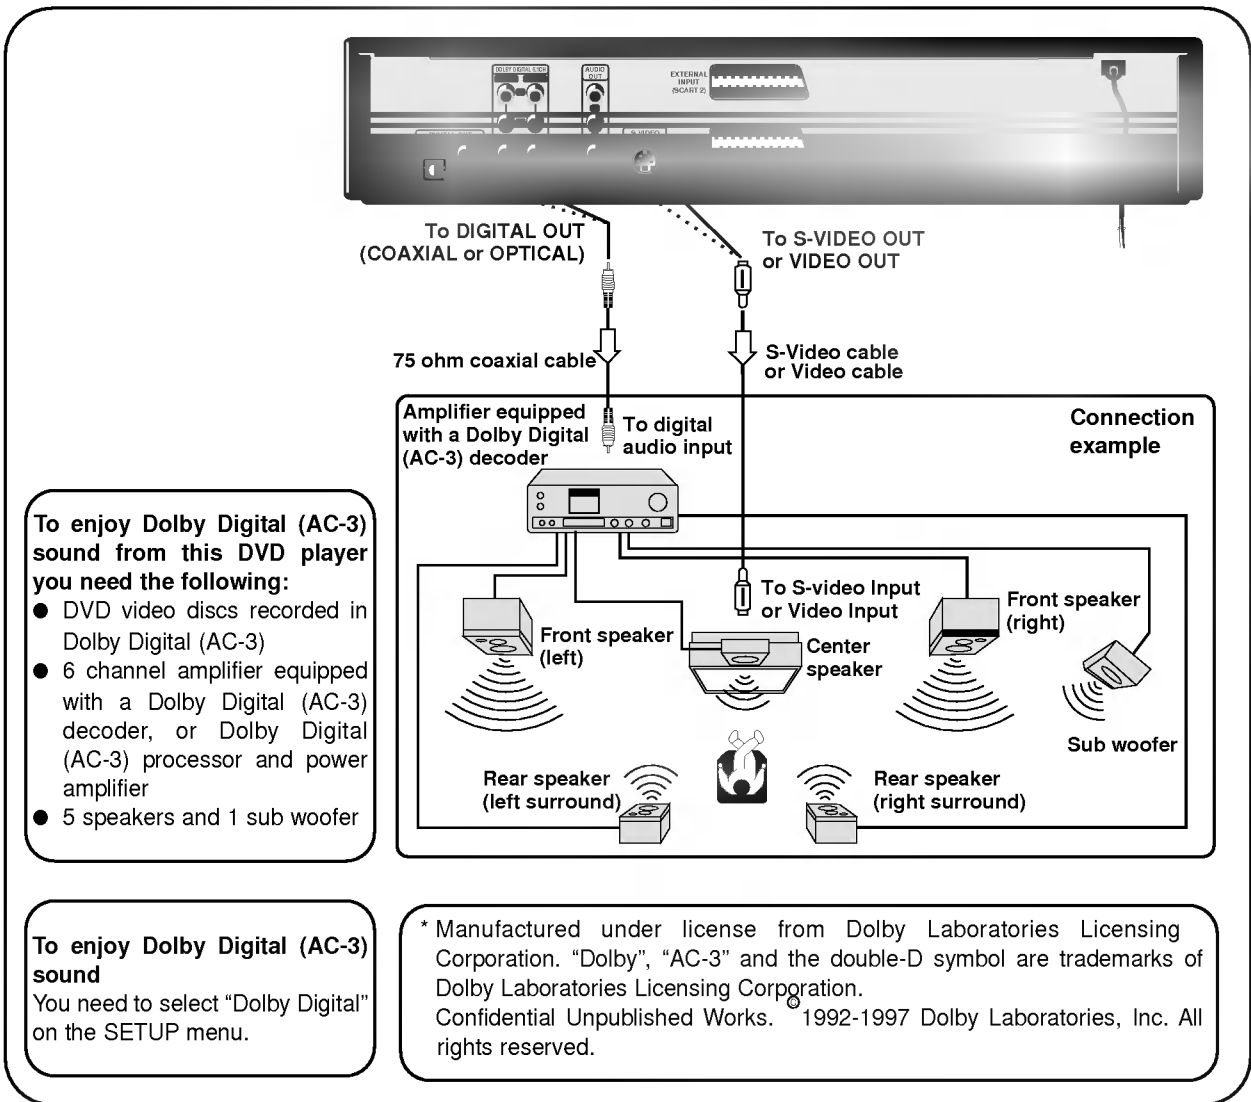 DOLBY DIGITAL 5.1CH
AUDIO
OUT
EXTERNAL
INPUT
(SCART 2)
S-VIDEO
To DIGITAL OUT
(COAXIAL or OPTICAL)
To S-VIDEO OUT
or VIDEO OUT
75 ohm coaxial cable
S-Video cable
or Video cable
Amplifier equipped
with a Dolby Digital
(AC-3) decoder
To digital
audio input
Connection
example
To S-video Input
or Video Input
Front speaker
(left)
Center
speaker
Front speaker
(right)
Sub woofer
Rear speaker
(left surround)
Rear speaker
(right surround)
To enjoy Dolby Digital (AC-3)
sound from this DVD player
you need the following:
● DVD video discs recorded in
Dolby Digital (AC-3)
● 6 channel amplifier equipped
with a Dolby Digital (AC-3)
decoder, or Dolby Digital
(AC-3) processor and power
amplifier
● 5 speakers and 1 sub woofer
To enjoy Dolby Digital (AC-3)
sound
You need to select “Dolby Digital”
on the SETUP menu.
* Manufactured under license from Dolby Laboratories Licensing
Corporation. “Dolby”, “AC-3” and the double-D symbol are trademarks of
Dolby Laboratories Licensing Corporation.
Confidential Unpublished Works. ©1992-1997 Dolby Laboratories, Inc. All
rights reserved.